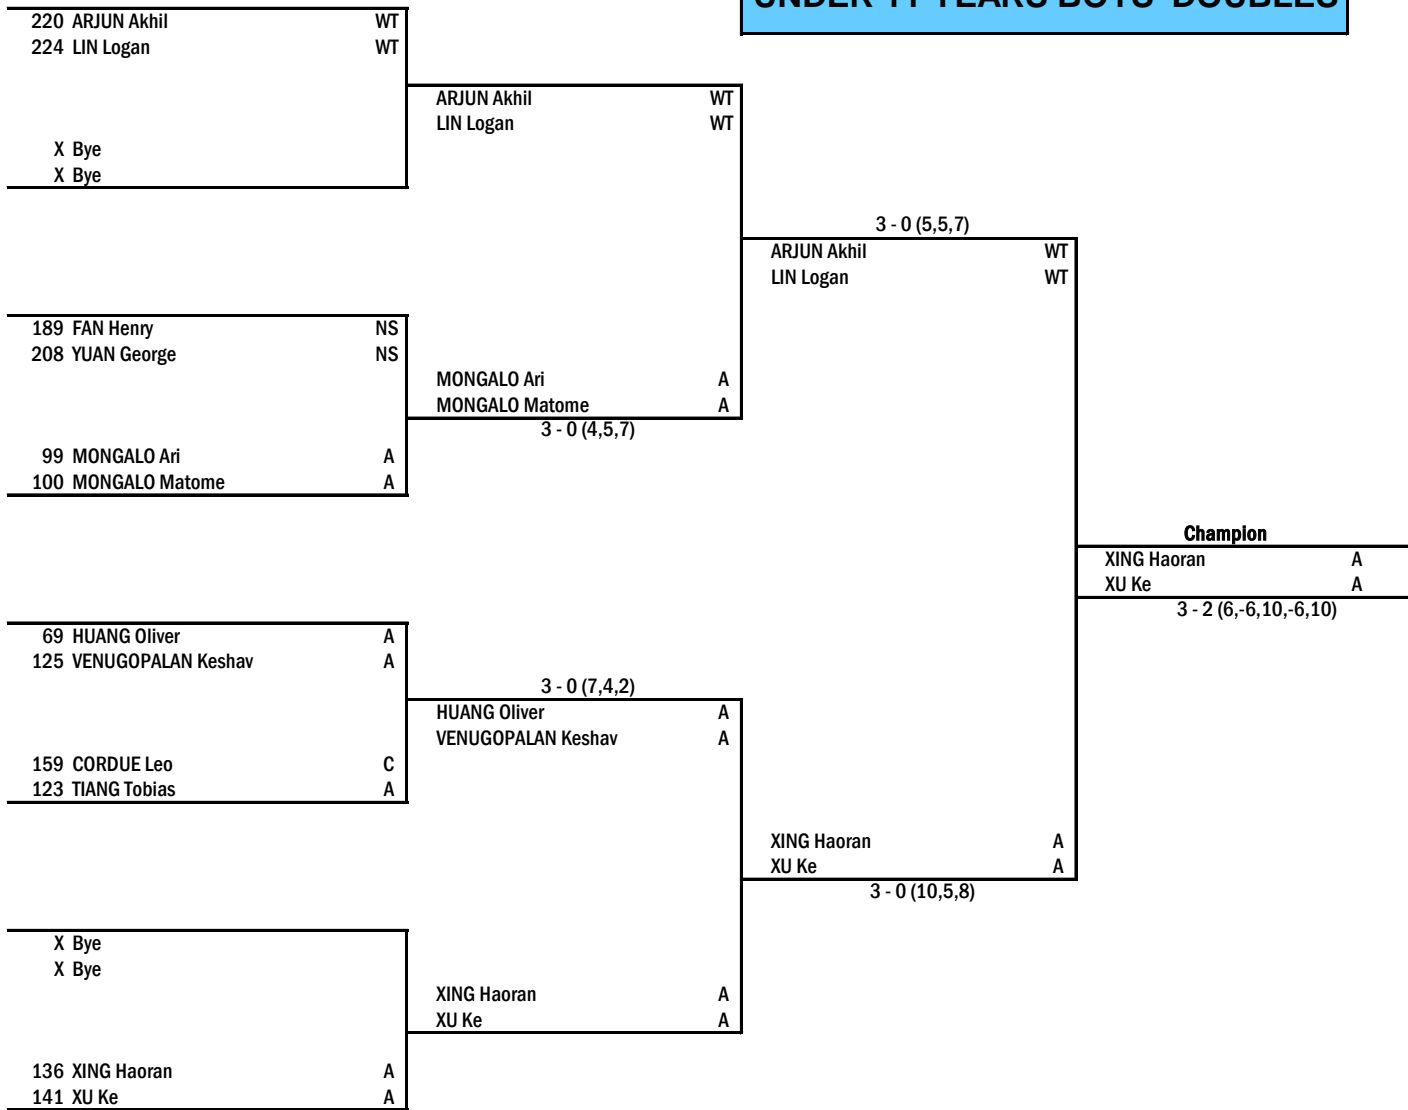 UNDER YEARS BOYS' DOUBLES
220 ARJUN Akhil WT
224 LIN Logan WT
X Bye
X Bye
189 FAN Henry NS
208 YUAN George NS
99 MONGALO Ari A
100 MONGALO Matome A
69 HUANG Oliver A
125 VENUGOPALAN Keshav A
159 CORDUE Leo C
123 TIANG Tobias A
X Bye
X Bye
136 XING Haoran A
141 XU Ke A
ARJUN Akhil WT
LIN Logan WT
MONGALO Ari A
MONGALO Matome A
3 - 0 (4,5,7)
3 - 0 (7,4,2)
HUANG Oliver A
VENUGOPALAN Keshav A
XING Haoran A
XU Ke A
3 - 0 (5,5,7)
ARJUN Akhil WT
LIN Logan WT
XING Haoran A
XU Ke A
3 - 0 (10,5,8)
Champion
XING Haoran A
XU Ke A
3 - 2 (6,-6,10,-6,10)